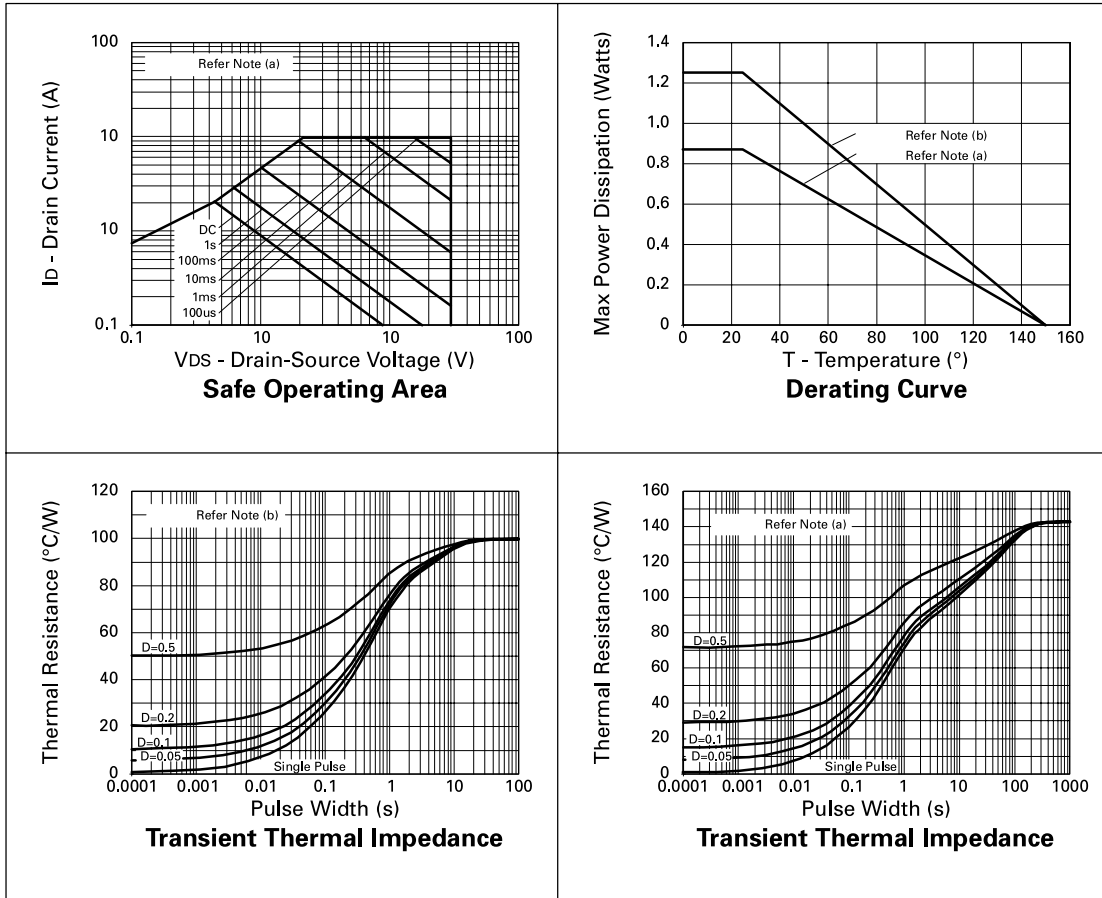 100
10
10
0.1
ID - Drain Current (A)
Refer Note (a)
DC
1s
100ms
10ms
1ms
100us
0.1
10
10
100
VDS - Drain-Source Voltage (V)
Safe Operating Area
1.4
1.2
1.0
0.8
0.6
0.4
0.2
0
Max Power Dissipation (Watts)
Refer Note (b)
Refer Note (a)
0 20 40 60 80 100 120 140 160
T - Temperature (°)
Derating Curve
120
100
80
60
40
20
0
Thermal Resistance (°C/W)
Refer Note (b)
D=0.5
D=0.2
D=0.1
D=0.05
Single Pulse
0.0001 0.001 0.01 0.1 1 10 100
Pulse Width (s)
Transient Thermal Impedance
160
140
120
100
80
60
40
20
0
Thermal Resistance (°C/W)
Refer Note (a)
D=0.5
D=0.2
D=0.1
D=0.05
Single Pulse
0.0001 0.001 0.01 0.1 1 10 100 1000
Pulse Width (s)
Transient Thermal Impedance